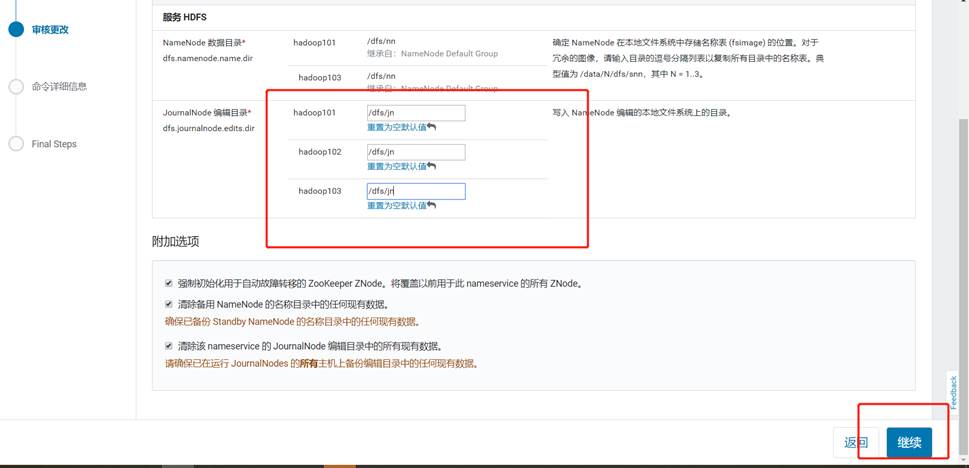 服务 HDFS
审核更改
命令详细信息
Final Steps
NameNode 数据目录*
dfs.namenode.name.dir
hadoop101
/dfs/nn
继承自：NameNode Default Group
hadoop103
/dfs/nn
继承自：NameNode Default Group
确定 NameNode 在本地文件系统中存储名称表 (fsimage) 的位置。对于
冗余的图像，请输入目录的逗号分隔列表以复制所有目录中的名称表。典
型值为 /data/N/dfs/snn，其中 N = 1..3。
JournalNode 编辑目录*
dfs.journalnode.edits.dir
hadoop101
/dfs/jn
重置为空默认值
hadoop102
/dfs/jn
重置为空默认值
hadoop103
/dfs/jn
重置为空默认值
写入 NameNode 编辑的本地文件系统上的目录。
附加选项
强制初始化用于自动故障转移的 ZooKeeper ZNode。将覆盖以前用于此 nameservice 的所有 ZNode。
清除备用 NameNode 的名称目录中的任何现有数据。
确保已备份 Standby NameNode 的名称目录中的任何现有数据。
清除该 nameservice 的 JournalNode 编辑目录中的所有现有数据。
请确保已在运行 JournalNodes 的所有主机上备份编辑目录中的任何现有数据。
Feedback
返回
继续